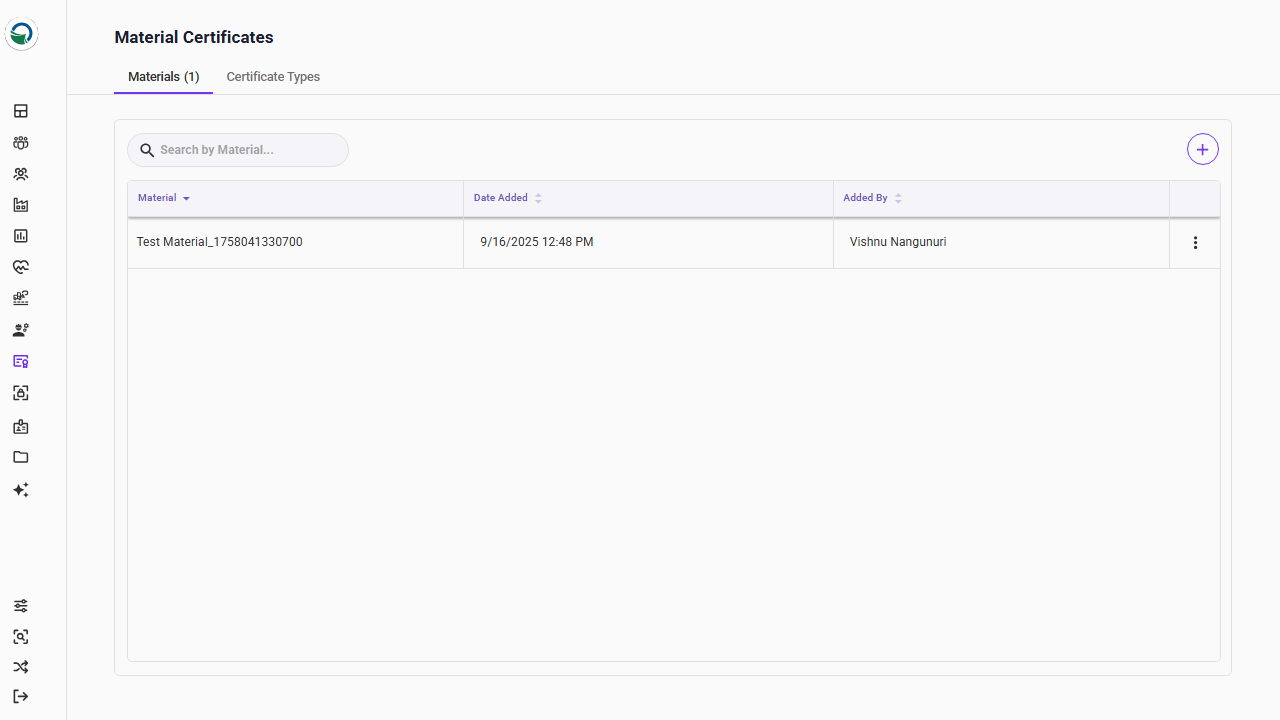 Material Certificates
Materials (1) Certificate Types
Search by Material...
Material Date Added Added By
Test Material_1758041330700 9/16/2025 12:48 PM Vishnu Nangunuri